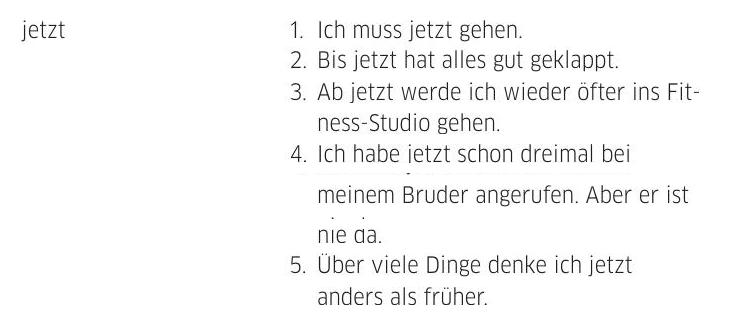 jetzt
1. Ich muss jetzt gehen.
2. Bis jetzt hat alles gut geklappt.
3. Ab jetzt werde ich wieder öfter ins Fit-
ness-Studio gehen.
4. Ich habe jetzt schon dreimal bei
meinem Bruder angerufen. Aber er ist
nie da.
5. Über viele Dinge denke ich jetzt
anders als früher.